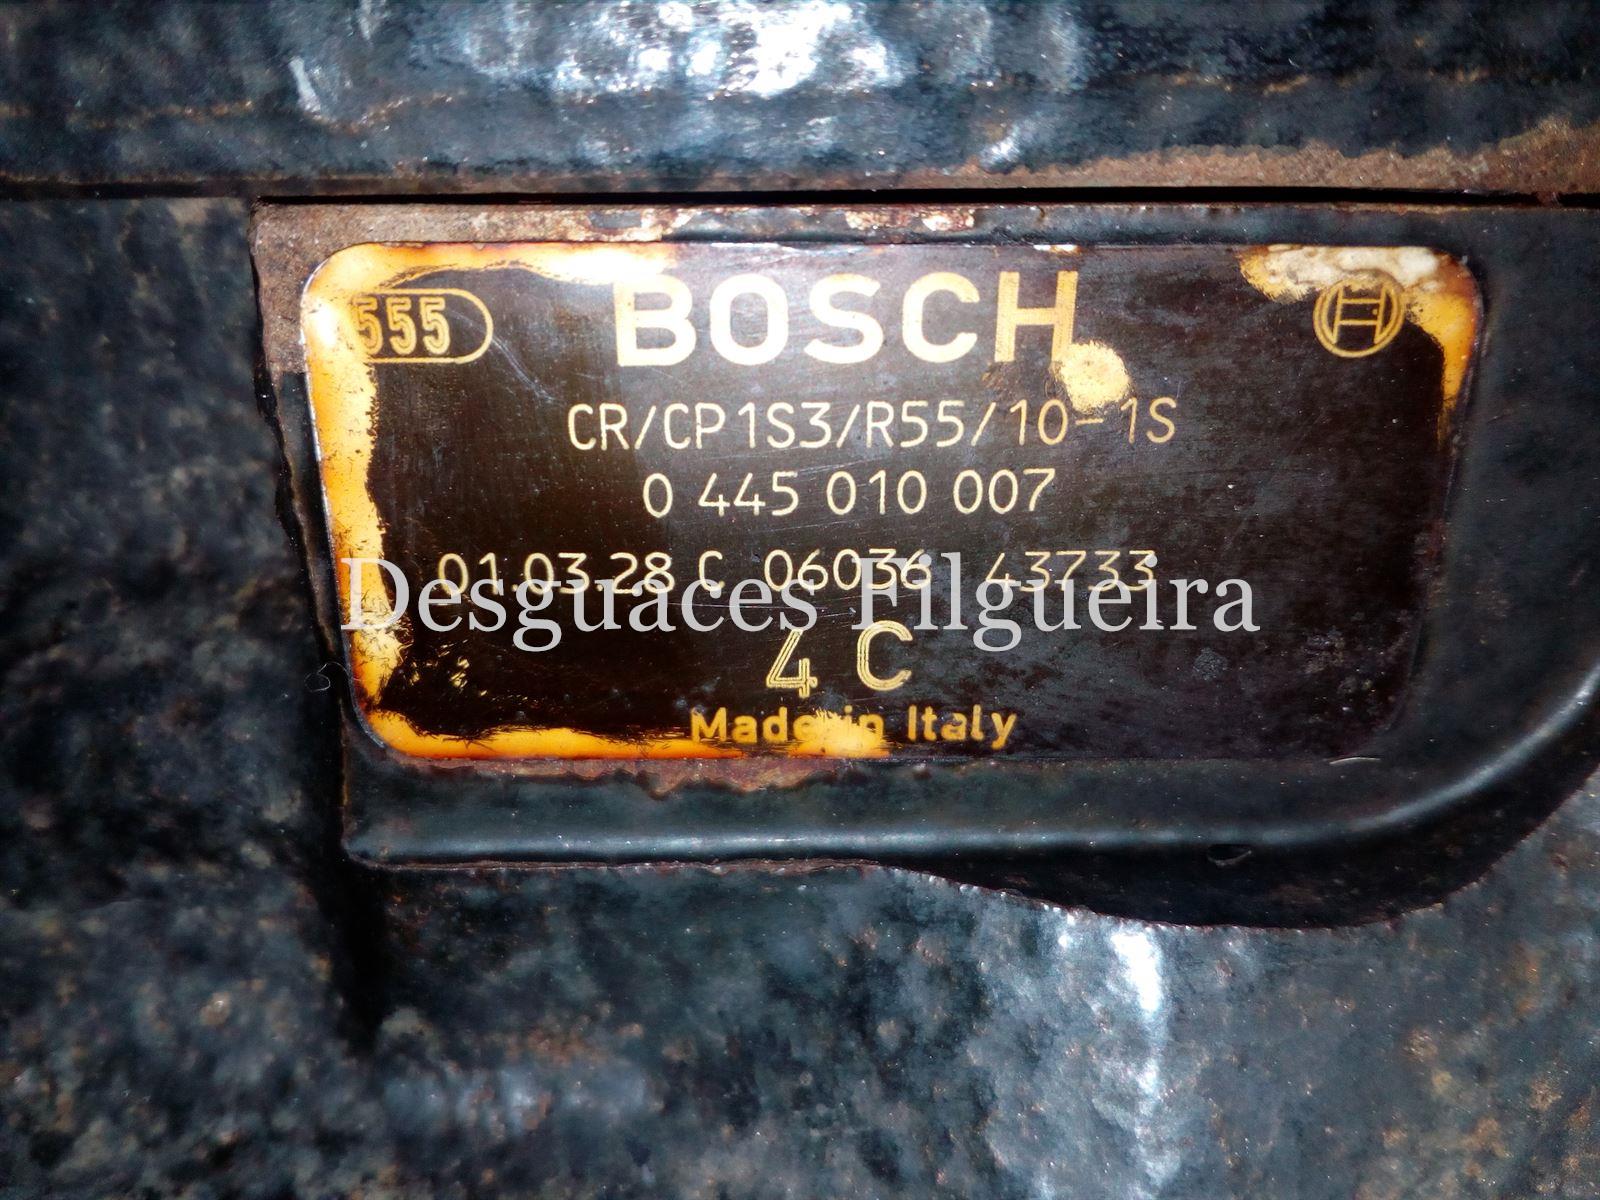 555 BOSCH
CR/CP1S3/R55/10-1S
0 445 010 007
01.03.28 C 06036 43733
Desguaces Filgueira
4 C
Made in Italy